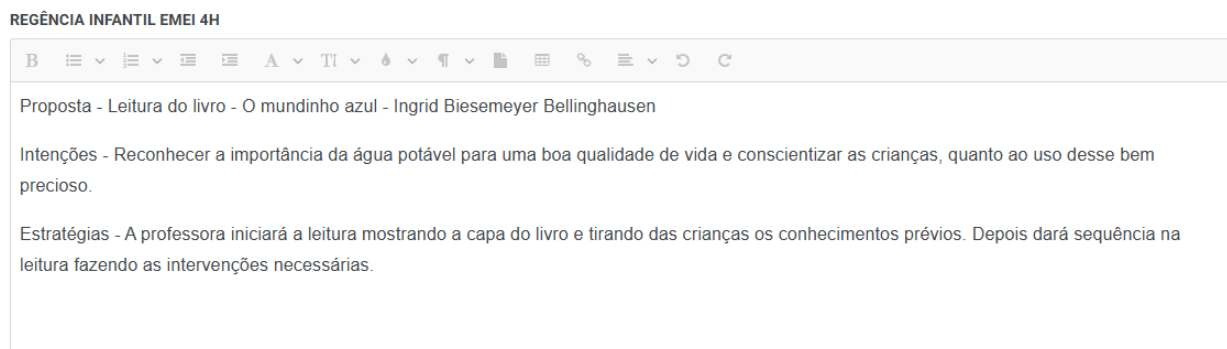 REGÊNCIA INFANTIL EMEI 4H
B A TI ¶
Proposta - Leitura do livro - O mundinho azul - Ingrid Biesemeyer Bellinghausen
Intenções - Reconhecer a importância da água potável para uma boa qualidade de vida e conscientizar as crianças, quanto ao uso desse bem
precioso.
Estratégias - A professora iniciará a leitura mostrando a capa do livro e tirando das crianças os conhecimentos prévios. Depois dará sequência na
leitura fazendo as intervenções necessárias.